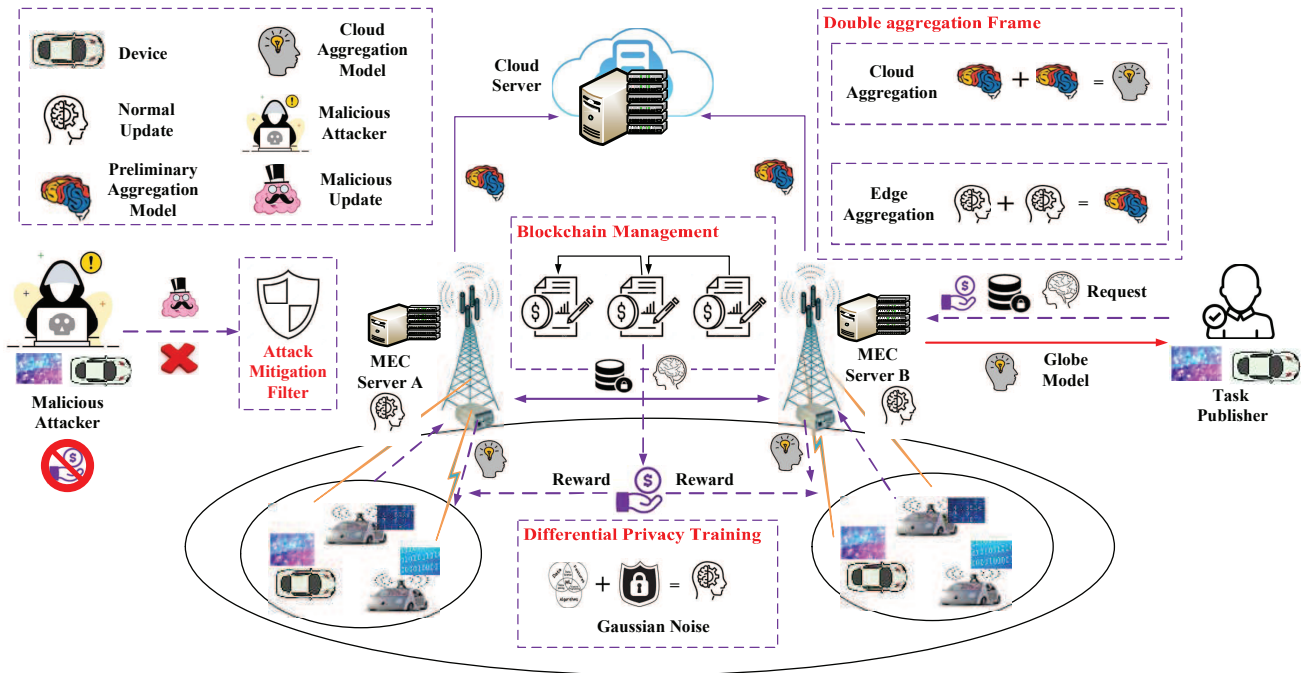 Device
Cloud
Aggregation
Model
Normal
Update
Malicious
Attacker
Preliminary
Aggregation
Model
Malicious
Update
Cloud
Server
Double aggregation Frame
Cloud
Aggregation
+
=
Edge
Aggregation
+
=
Blockchain Management
Attack
Mitigation
Filter
Malicious
Attacker
MEC
Server A
MEC
Server B
Request
Globe
Model
Task
Publisher
Reward
Reward
Differential Privacy Training
+
=
Gaussian Noise